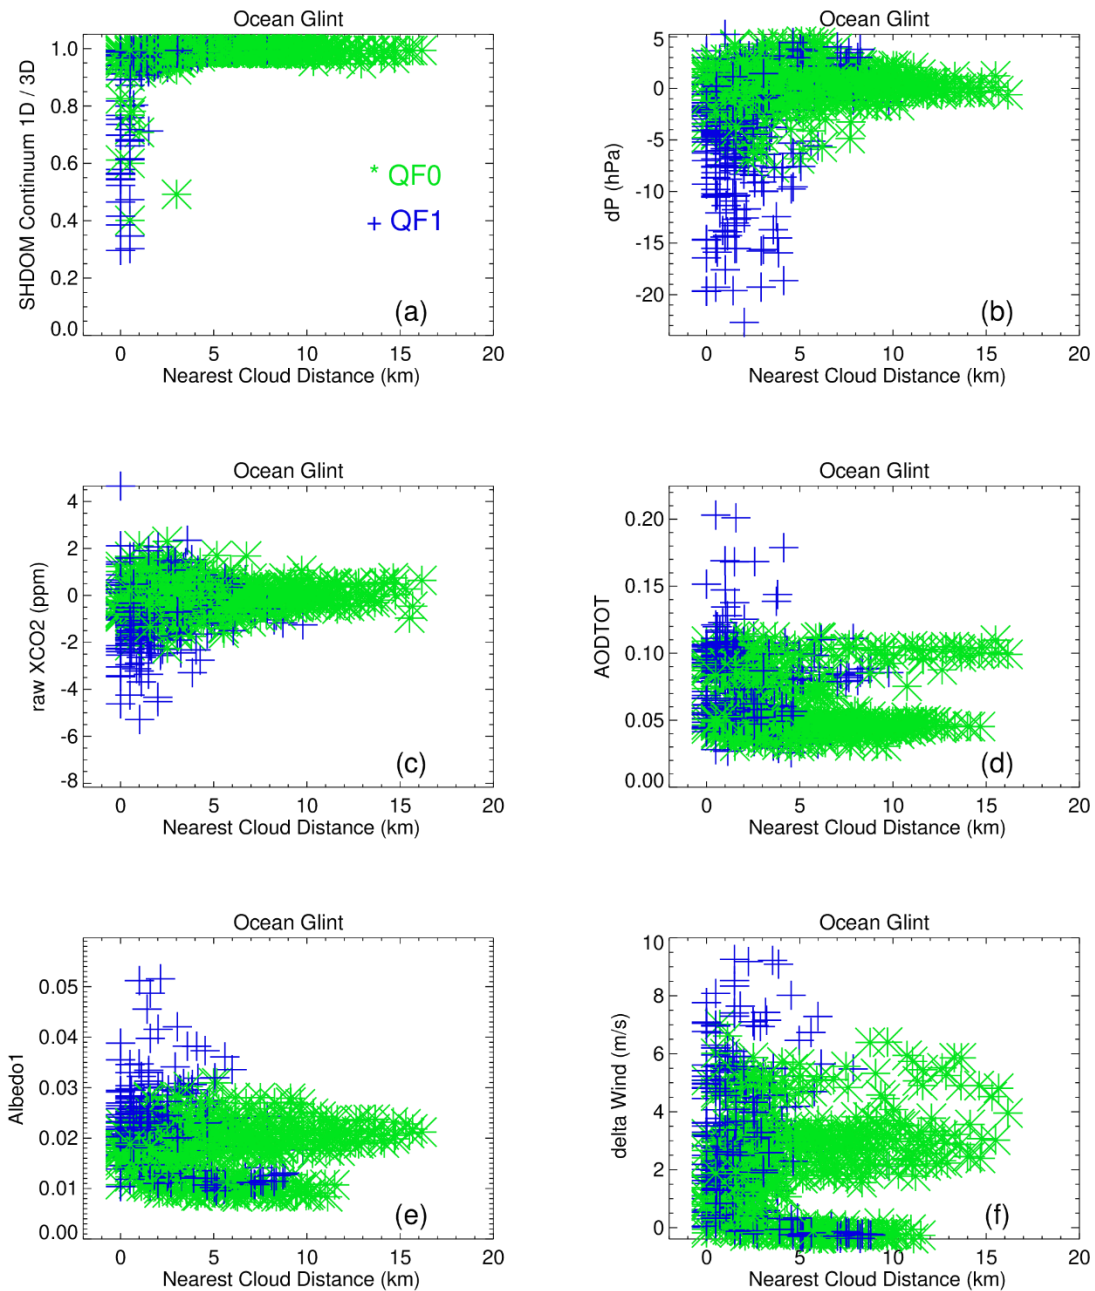 Ocean Glint
SHDOM Continuum 1D / 3D
1.0
0.8
0.6
0.4
0.2
0.0
* QF0
+ QF1
(a)
0 5 10 15 20
Nearest Cloud Distance (km)
Ocean Glint
dP (hPa)
5
0
-5
-10
-15
-20
(b)
0 5 10 15 20
Nearest Cloud Distance (km)
Ocean Glint
raw XCO2 (ppm)
4
2
0
-2
-4
-6
-8
(c)
0 5 10 15 20
Nearest Cloud Distance (km)
Ocean Glint
AODTOT
0.20
0.15
0.10
0.05
0.00
(d)
0 5 10 15 20
Nearest Cloud Distance (km)
Ocean Glint
Albedo1
0.05
0.04
0.03
0.02
0.01
0.00
(e)
0 5 10 15 20
Nearest Cloud Distance (km)
Ocean Glint
delta Wind (m/s)
10
8
6
4
2
0
(f)
0 5 10 15 20
Nearest Cloud Distance (km)